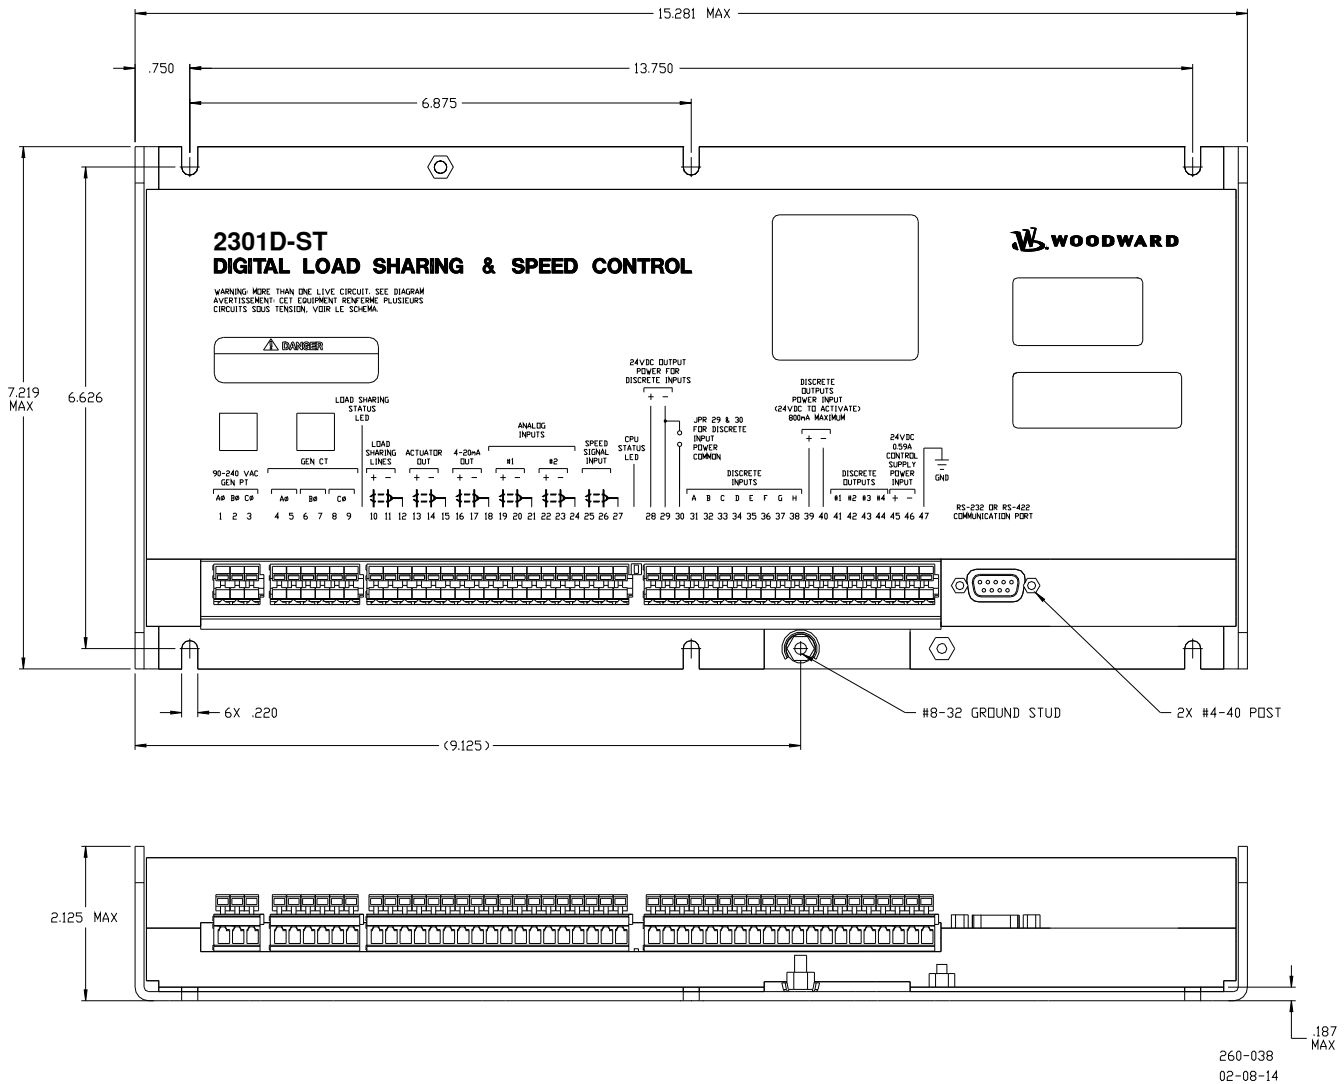 15.281 MAX
.750
13.750
6.875
7.219
MAX
6.626
2301D-ST
DIGITAL LOAD SHARING & SPEED CONTROL
WARNING: MORE THAN ONE LIVE CIRCUIT. SEE DIAGRAM
AVERTISSEMENT: CET EQUIPMENT RENFERME PLUSIEURS
CIRCUITS SOUS TENSION, VOIR LE SCHEMA.
WOODWARD
DANGER
LOAD SHARING
STATUS
LED
24VDC OUTPUT
POWER FOR
DISCRETE INPUTS
+ -
DISCRETE
OUTPUTS
POWER INPUT
(24VDC TO ACTIVATE)
800mA MAXIMUM
+ -
JPR 29 & 30
FOR DISCRETE
INPUT
POWER
COMMON
GEN CT
90-240 VAC
GEN PT
AØ BØ CØ
AØ BØ CØ
LOAD
SHARING
LINES
+ -
ACTUATOR
OUT
+ -
4-20mA
OUT
+ -
ANALOG
INPUTS
#1 #2
+ - + -
SPEED
SIGNAL
INPUT
CPU
STATUS
LED
DISCRETE
INPUTS
A B C D E F G H
DISCRETE
OUTPUTS
#1 #2 #3 #4
24VDC
0.59A
CONTROL
SUPPLY
POWER
INPUT
+ -
GND
1 2 3 4 5 6 7 8 9 10 11 12 13 14 15 16 17 18 19 20 21 22 23 24 25 26 27 28 29 30 31 32 33 34 35 36 37 38 39 40 41 42 43 44 45 46 47
RS-232 OR RS-422
COMMUNICATION PORT
6X .220
#8-32 GROUND STUD
2X #4-40 POST
(9.125)
2.125 MAX
.187
MAX
260-038
02-08-14